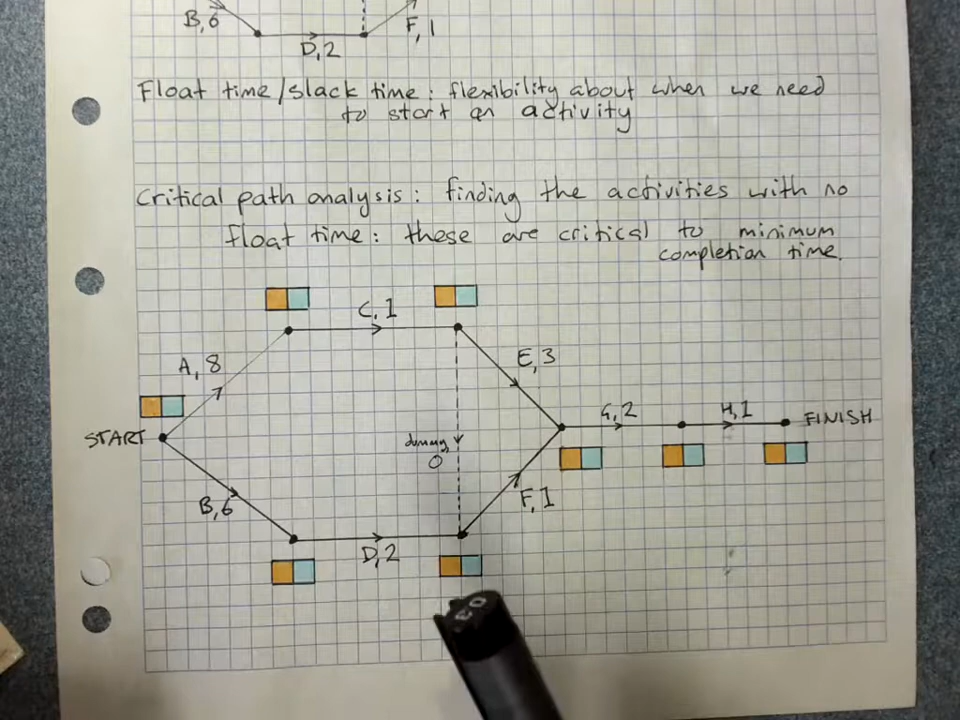 B,6
F,1
D,2
Float time/slack time: flexibility about when we need
to start an activity
Critical path analysis: finding the activities with no
float time: these are critical to minimum
completion time.
C,1
A,8
E,3
G,2
H,1
START
FINISH
dummy,
0
B,6
F,1
D,2